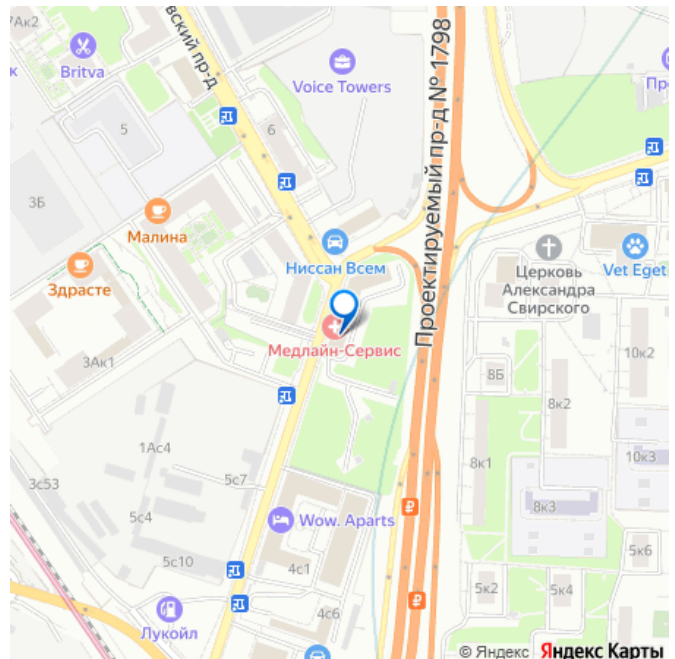 7Ак2
вский пр-д
Britva
к
5
6
Voice Towers
Проектируемый пр-д № 1798
Пр
3Б
Малина
Здрасте
Ниссан Всем
Церковь
Александра
Свирского
Vet Eget
Медлайн-Сервис
3Ак1
10к2
8Б
8к2
1Ас4
5с7
3с53
5с4
8к1
10к3
8к3
Wow. Aparts
5с10
4с1
5к6
5к2
5к4
4с6
Лукойл
© Яндекс Яндекс Карты